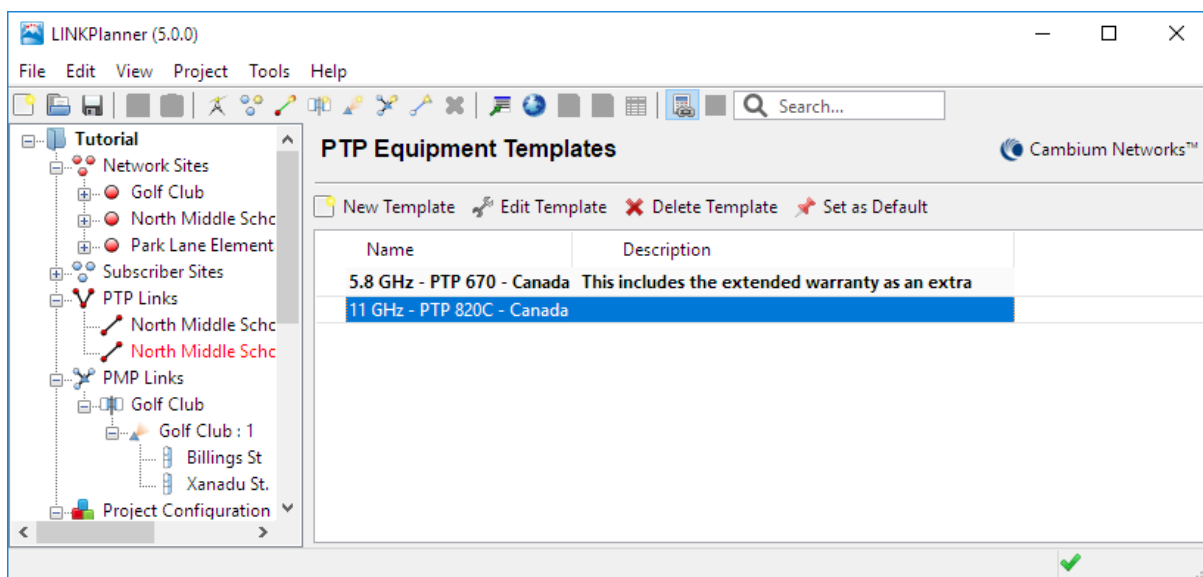 LINKPlanner (5.0.0)
File Edit View Project Tools Help
Search...
Tutorial
Network Sites
Golf Club
North Middle Scho
Park Lane Element
Subscriber Sites
PTP Links
North Middle Scho
North Middle Scho
PMP Links
Golf Club
Golf Club : 1
Billings St
Xanadu St.
Project Configuration
PTP Equipment Templates
Cambium Networks™
New Template Edit Template Delete Template Set as Default
Name Description
5.8 GHz - PTP 670 - Canada This includes the extended warranty as an extra
11 GHz - PTP 820C - Canada